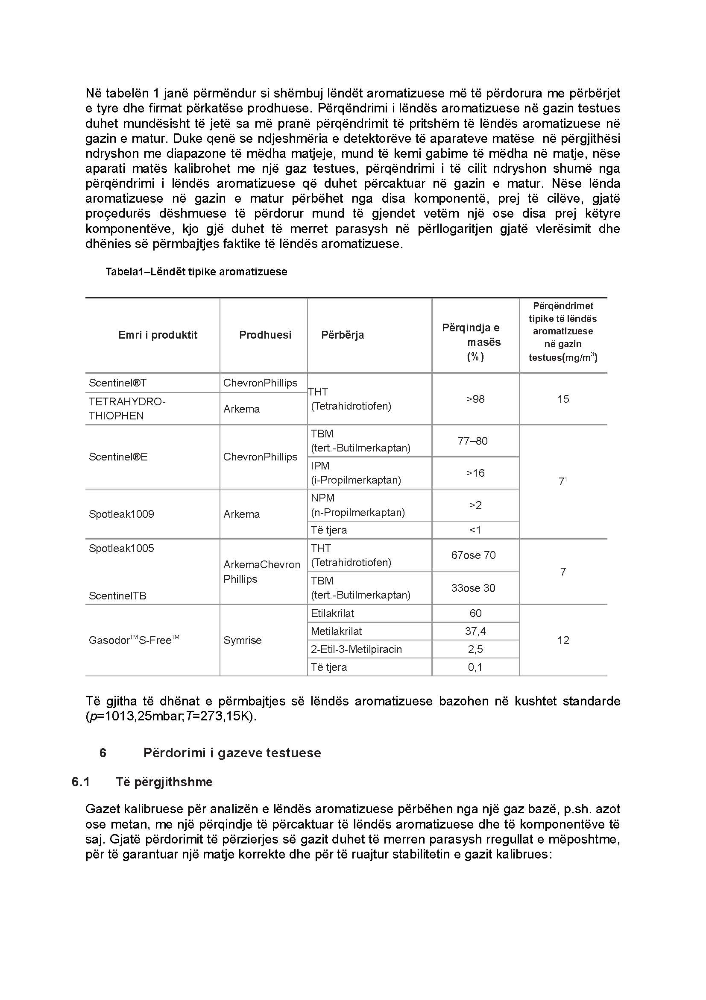 Në tabelën 1 janë përmëndur si shëmbuj lëndët aromatizuese më të përdorura me përbërjet
e tyre dhe firmat përkatëse prodhuese. Përqëndrimi i lëndës aromatizuese në gazin testues
duhet mundësisht të jetë sa më pranë përqëndrimit të pritshëm të lëndës aromatizuese në
gazin e matur. Duke qenë se ndjeshmëria e detektorëve të aparateve matëse në përgjithësi
ndryshon me diapazone të mëdha matjeje, mund të kemi gabime të mëdha në matje, nëse
aparati matës kalibrohet me një gaz testues, përqëndrimi i të cilit ndryshon shumë nga
përqëndrimi i lëndës aromatizuese që duhet përcaktuar në gazin e matur. Nëse lënda
aromatizuese në gazin e matur përbëhet nga disa komponentë, prej të cilëve, gjatë
proçedurës dëshmuese të përdorur mund të gjendet vetëm një ose disa prej këtyre
komponentëve, kjo gjë duhet të merret parasysh në përllogaritjen gjatë vlerësimit dhe
dhënies së përmbajtjes faktike të lëndës aromatizuese.
Tabela1–Lëndët tipike aromatizuese
Emri i produktit
Prodhuesi
Përbërja
Përqindja e
masës
(%)
Përqëndrimet
tipike të lëndës
aromatizuese
në gazin
testues(mg/m³)
Scentinel®T
ChevronPhillips
TETRAHYDRO-
THIOPHEN
Arkema
THT
(Tetrahidrotiofen)
>98
15
Scentinel®E
ChevronPhillips
TBM
(tert.-Butilmerkaptan)
77–80
IPM
(i-Propilmerkaptan)
>16
7¹
Spotleak1009
Arkema
NPM
(n-Propilmerkaptan)
>2
Të tjera
<1
Spotleak1005
ScentinelTB
ArkemaChevron
Phillips
THT
(Tetrahidrotiofen)
67ose 70
TBM
(tert.-Butilmerkaptan)
33ose 30
7
Gasodor™S-Free™
Symrise
Etilakrilat
60
Metilakrilat
37,4
2-Etil-3-Metilpiracin
2,5
Të tjera
0,1
12
Të gjitha të dhënat e përmbajtjes së lëndës aromatizuese bazohen në kushtet standarde
(p=1013,25mbar;T=273,15K).
6 Përdorimi i gazeve testuese
6.1 Të përgjithshme
Gazet kalibruese për analizën e lëndës aromatizuese përbëhen nga një gaz bazë, p.sh. azot
ose metan, me një përqindje të përcaktuar të lëndës aromatizuese dhe të komponentëve të
saj. Gjatë përdorimit të përzierjes së gazit duhet të merren parasysh rregullat e mëposhtme,
për të garantuar një matje korrekte dhe për të ruajtur stabilitetin e gazit kalibrues: